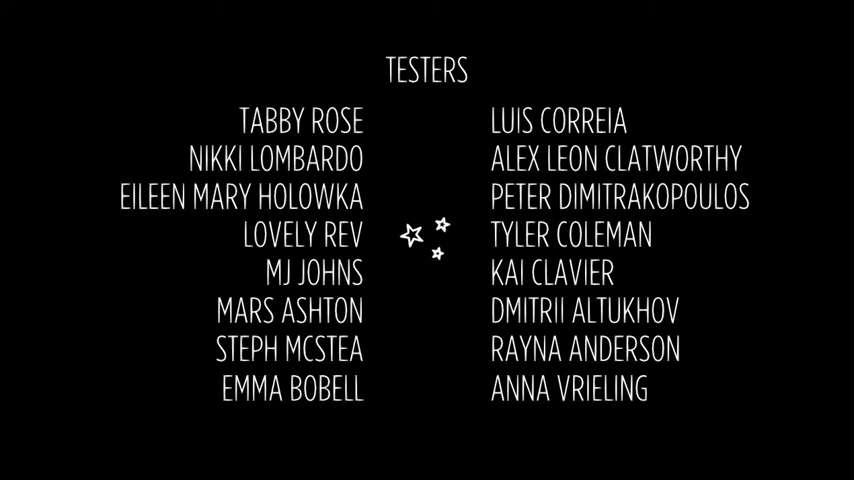 TESTERS
TABBY ROSE
NIKKI LOMBARDO
EILEEN MARY HOLOWKA
LOVELY REV
MJ JOHNS
MARS ASHTON
STEPH MCSTEA
EMMA BOBELL
LUIS CORREIA
ALEX LEON CLATWORTHY
PETER DIMITRAKOPOULOS
TYLER COLEMAN
KAI CLAVIER
DMITRII ALTUKHOV
RAYNA ANDERSON
ANNA VRIELING